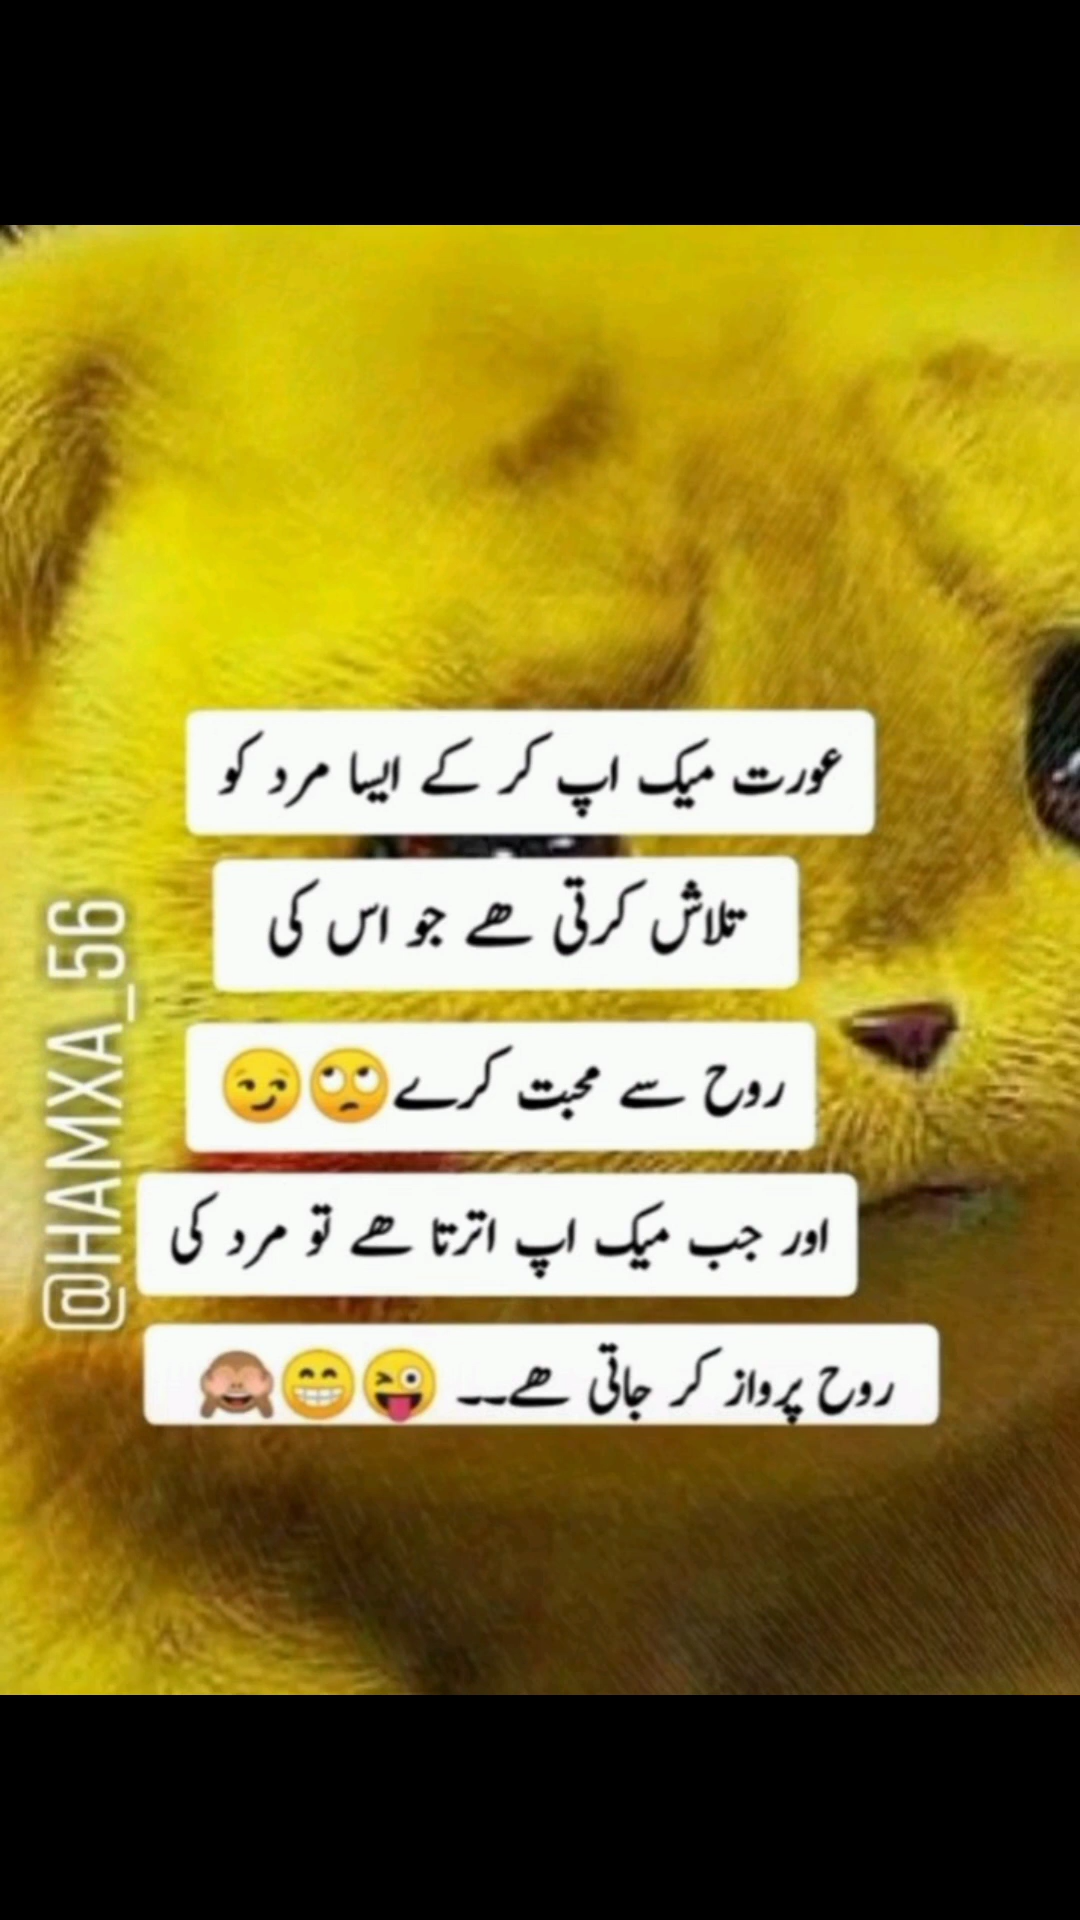 عورت میک اپ کر کے ایسا مرد کو
تلاش کرتی ھے جو اس کی
روح سے محبت کرے🙄😏
اور جب میک اپ اترتا ھے تو مرد کی
روح پرواز کر جاتی ھے۔۔۔ 😜😁🙈
@HAMXA_56